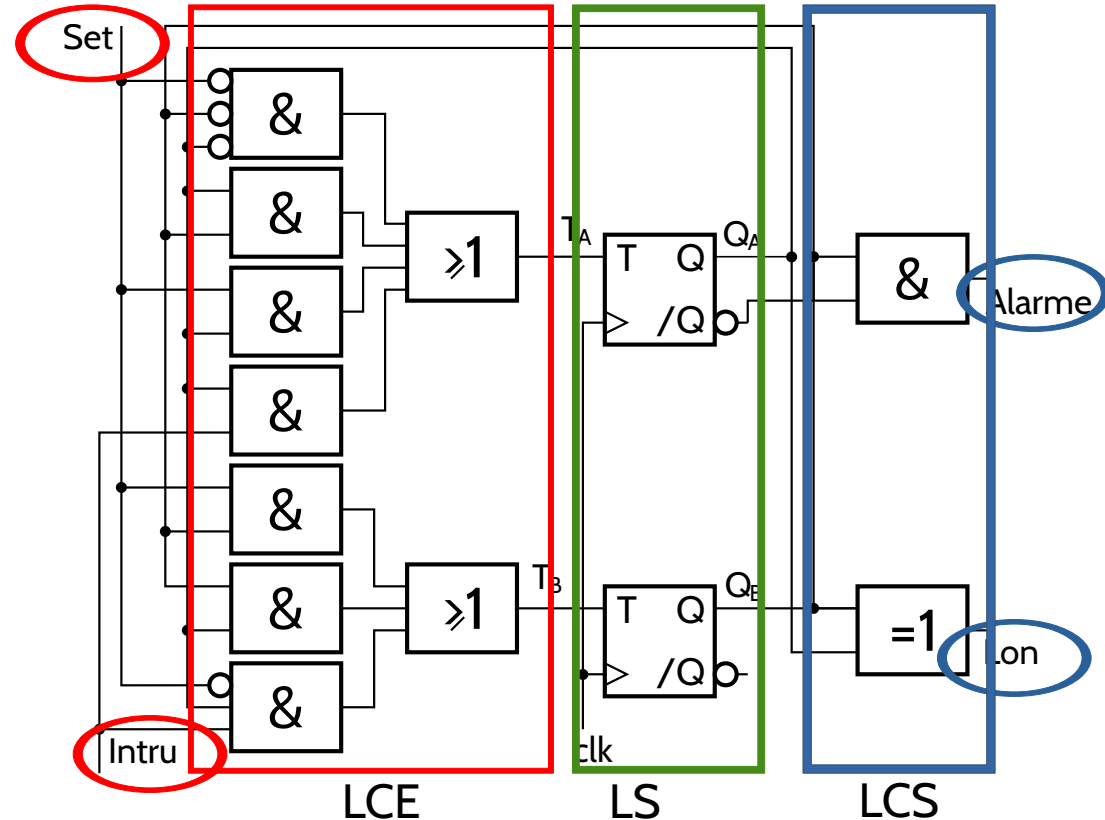 Set
&
&
&
&
&
&
&
≥1
≥1
T_A
T Q
/Q
Q_A
T_B
T Q
/Q
Q_B
clk
&
Alarme
=1
Lon
Intru
LCE
LS
LCS